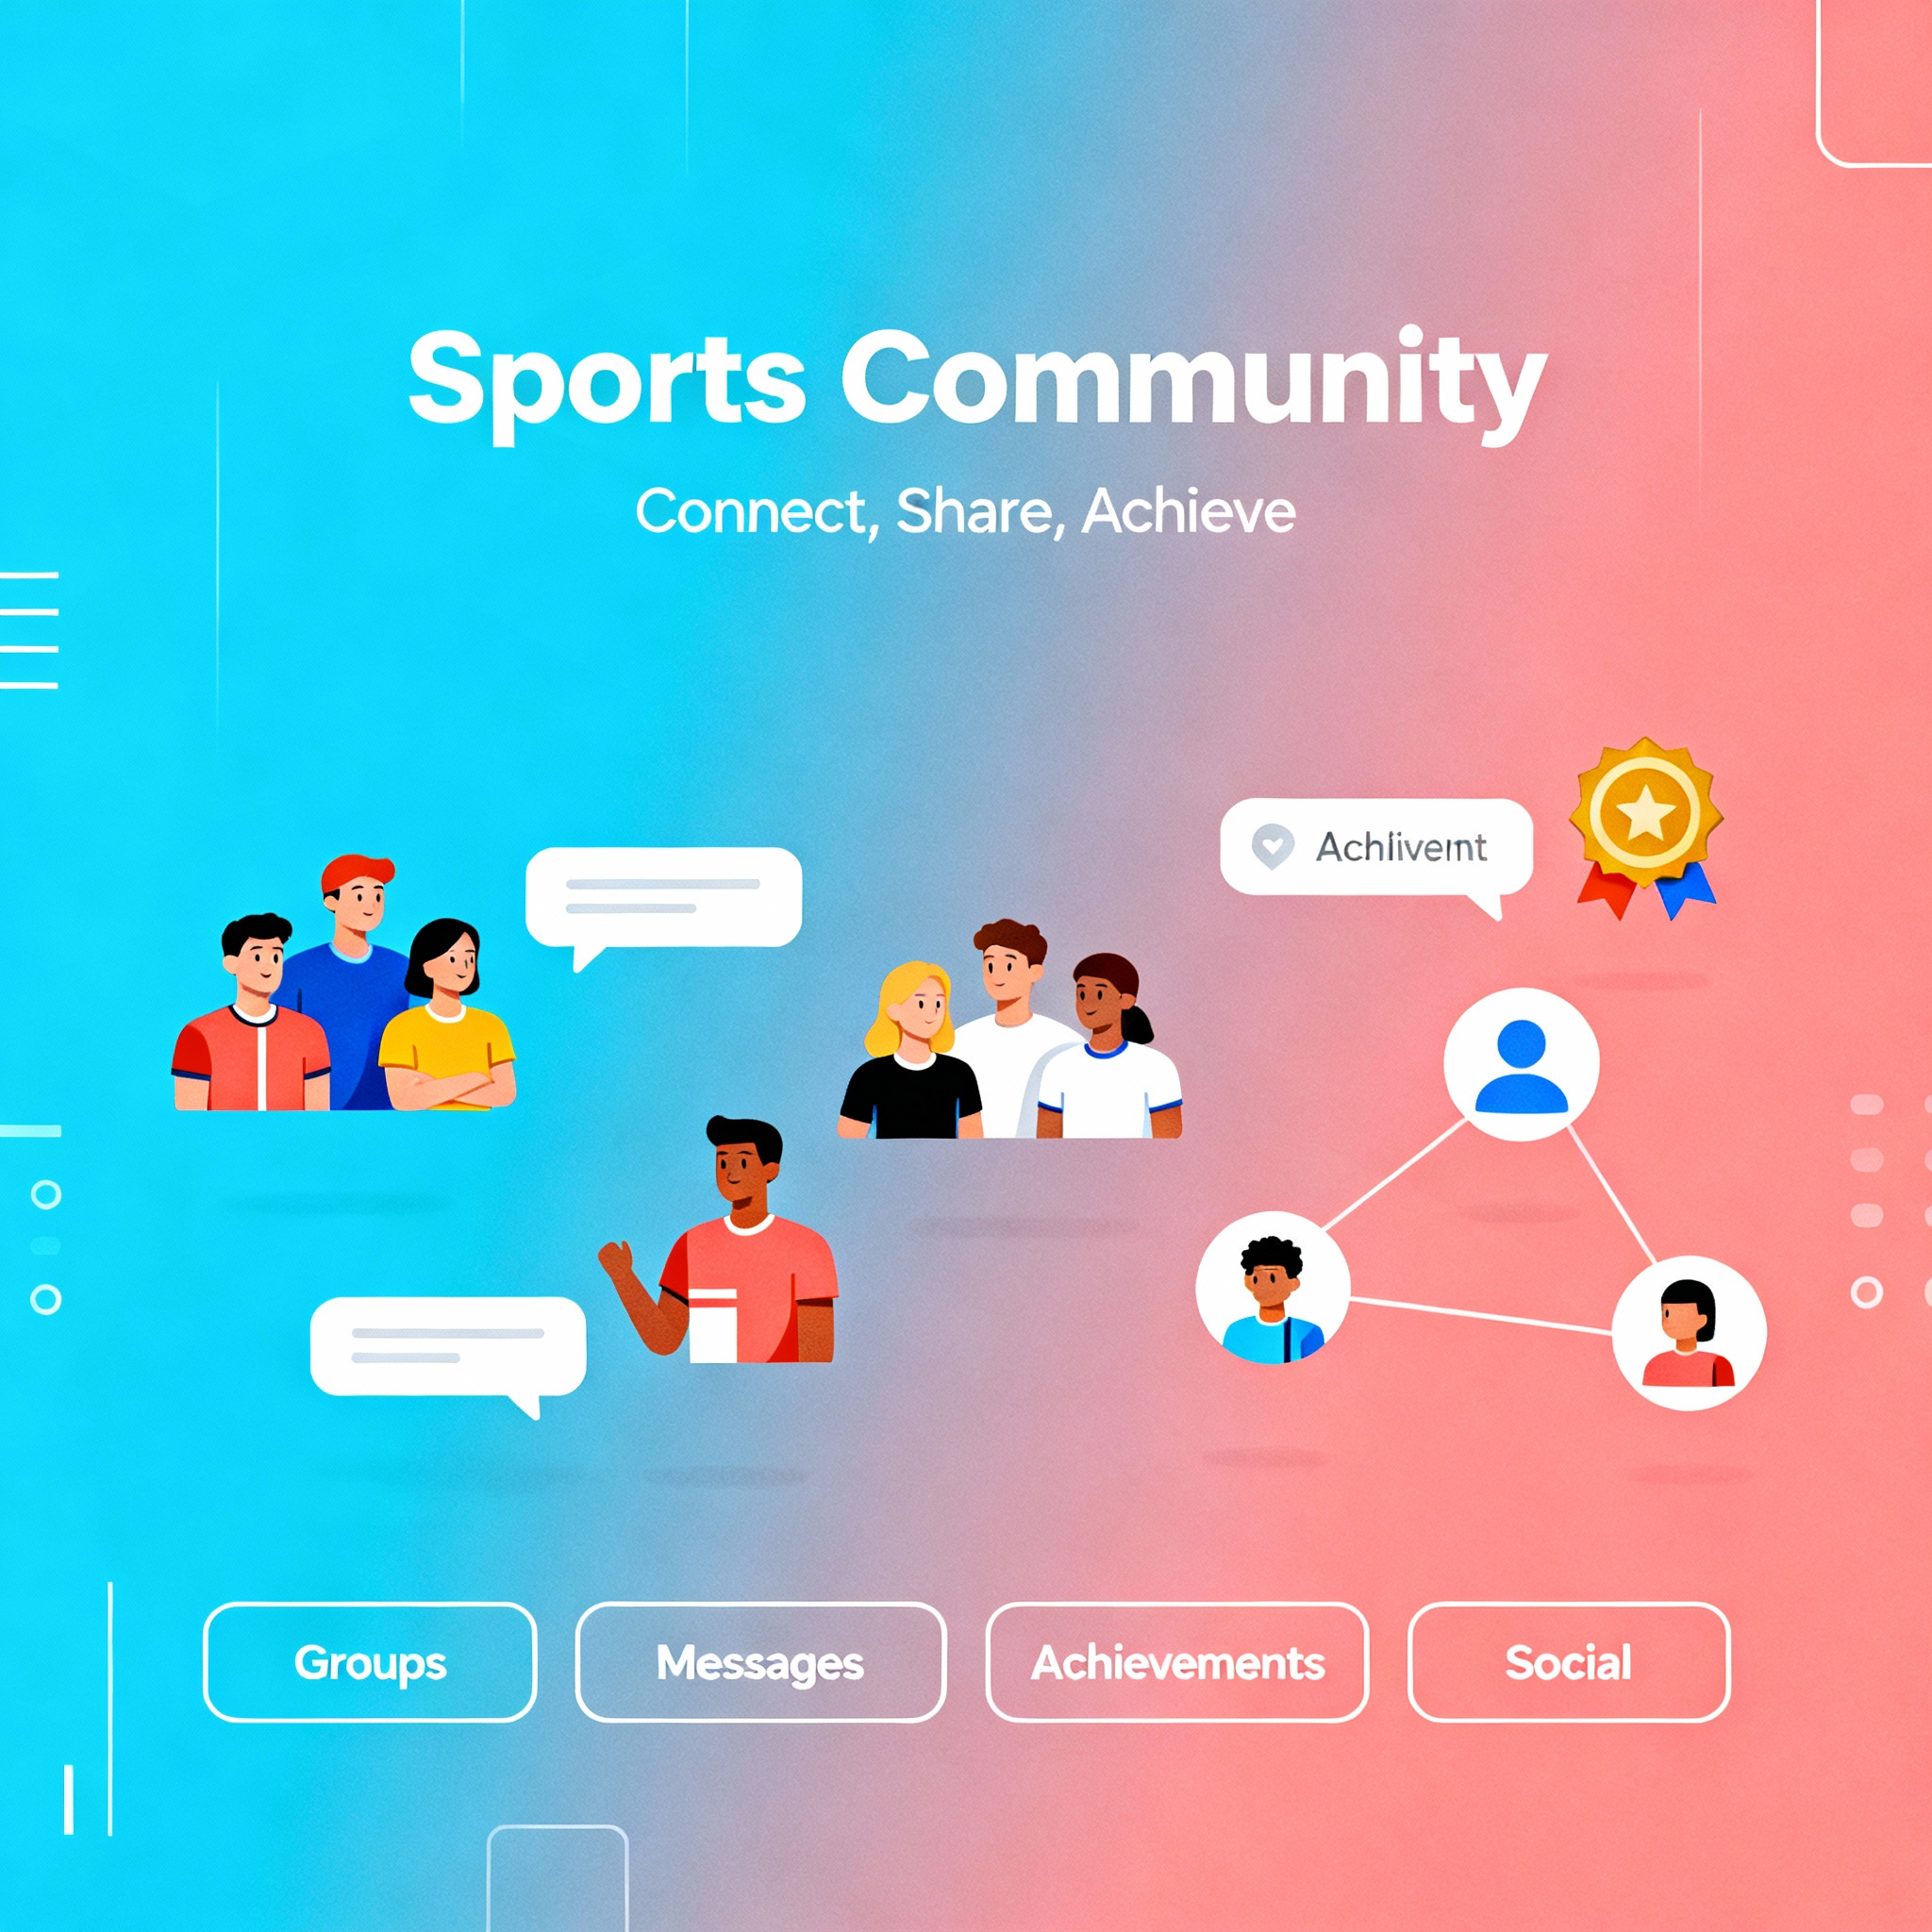 Sports Community
Connect, Share, Achieve
Achlivemt
Groups
Messages
Achievements
Social